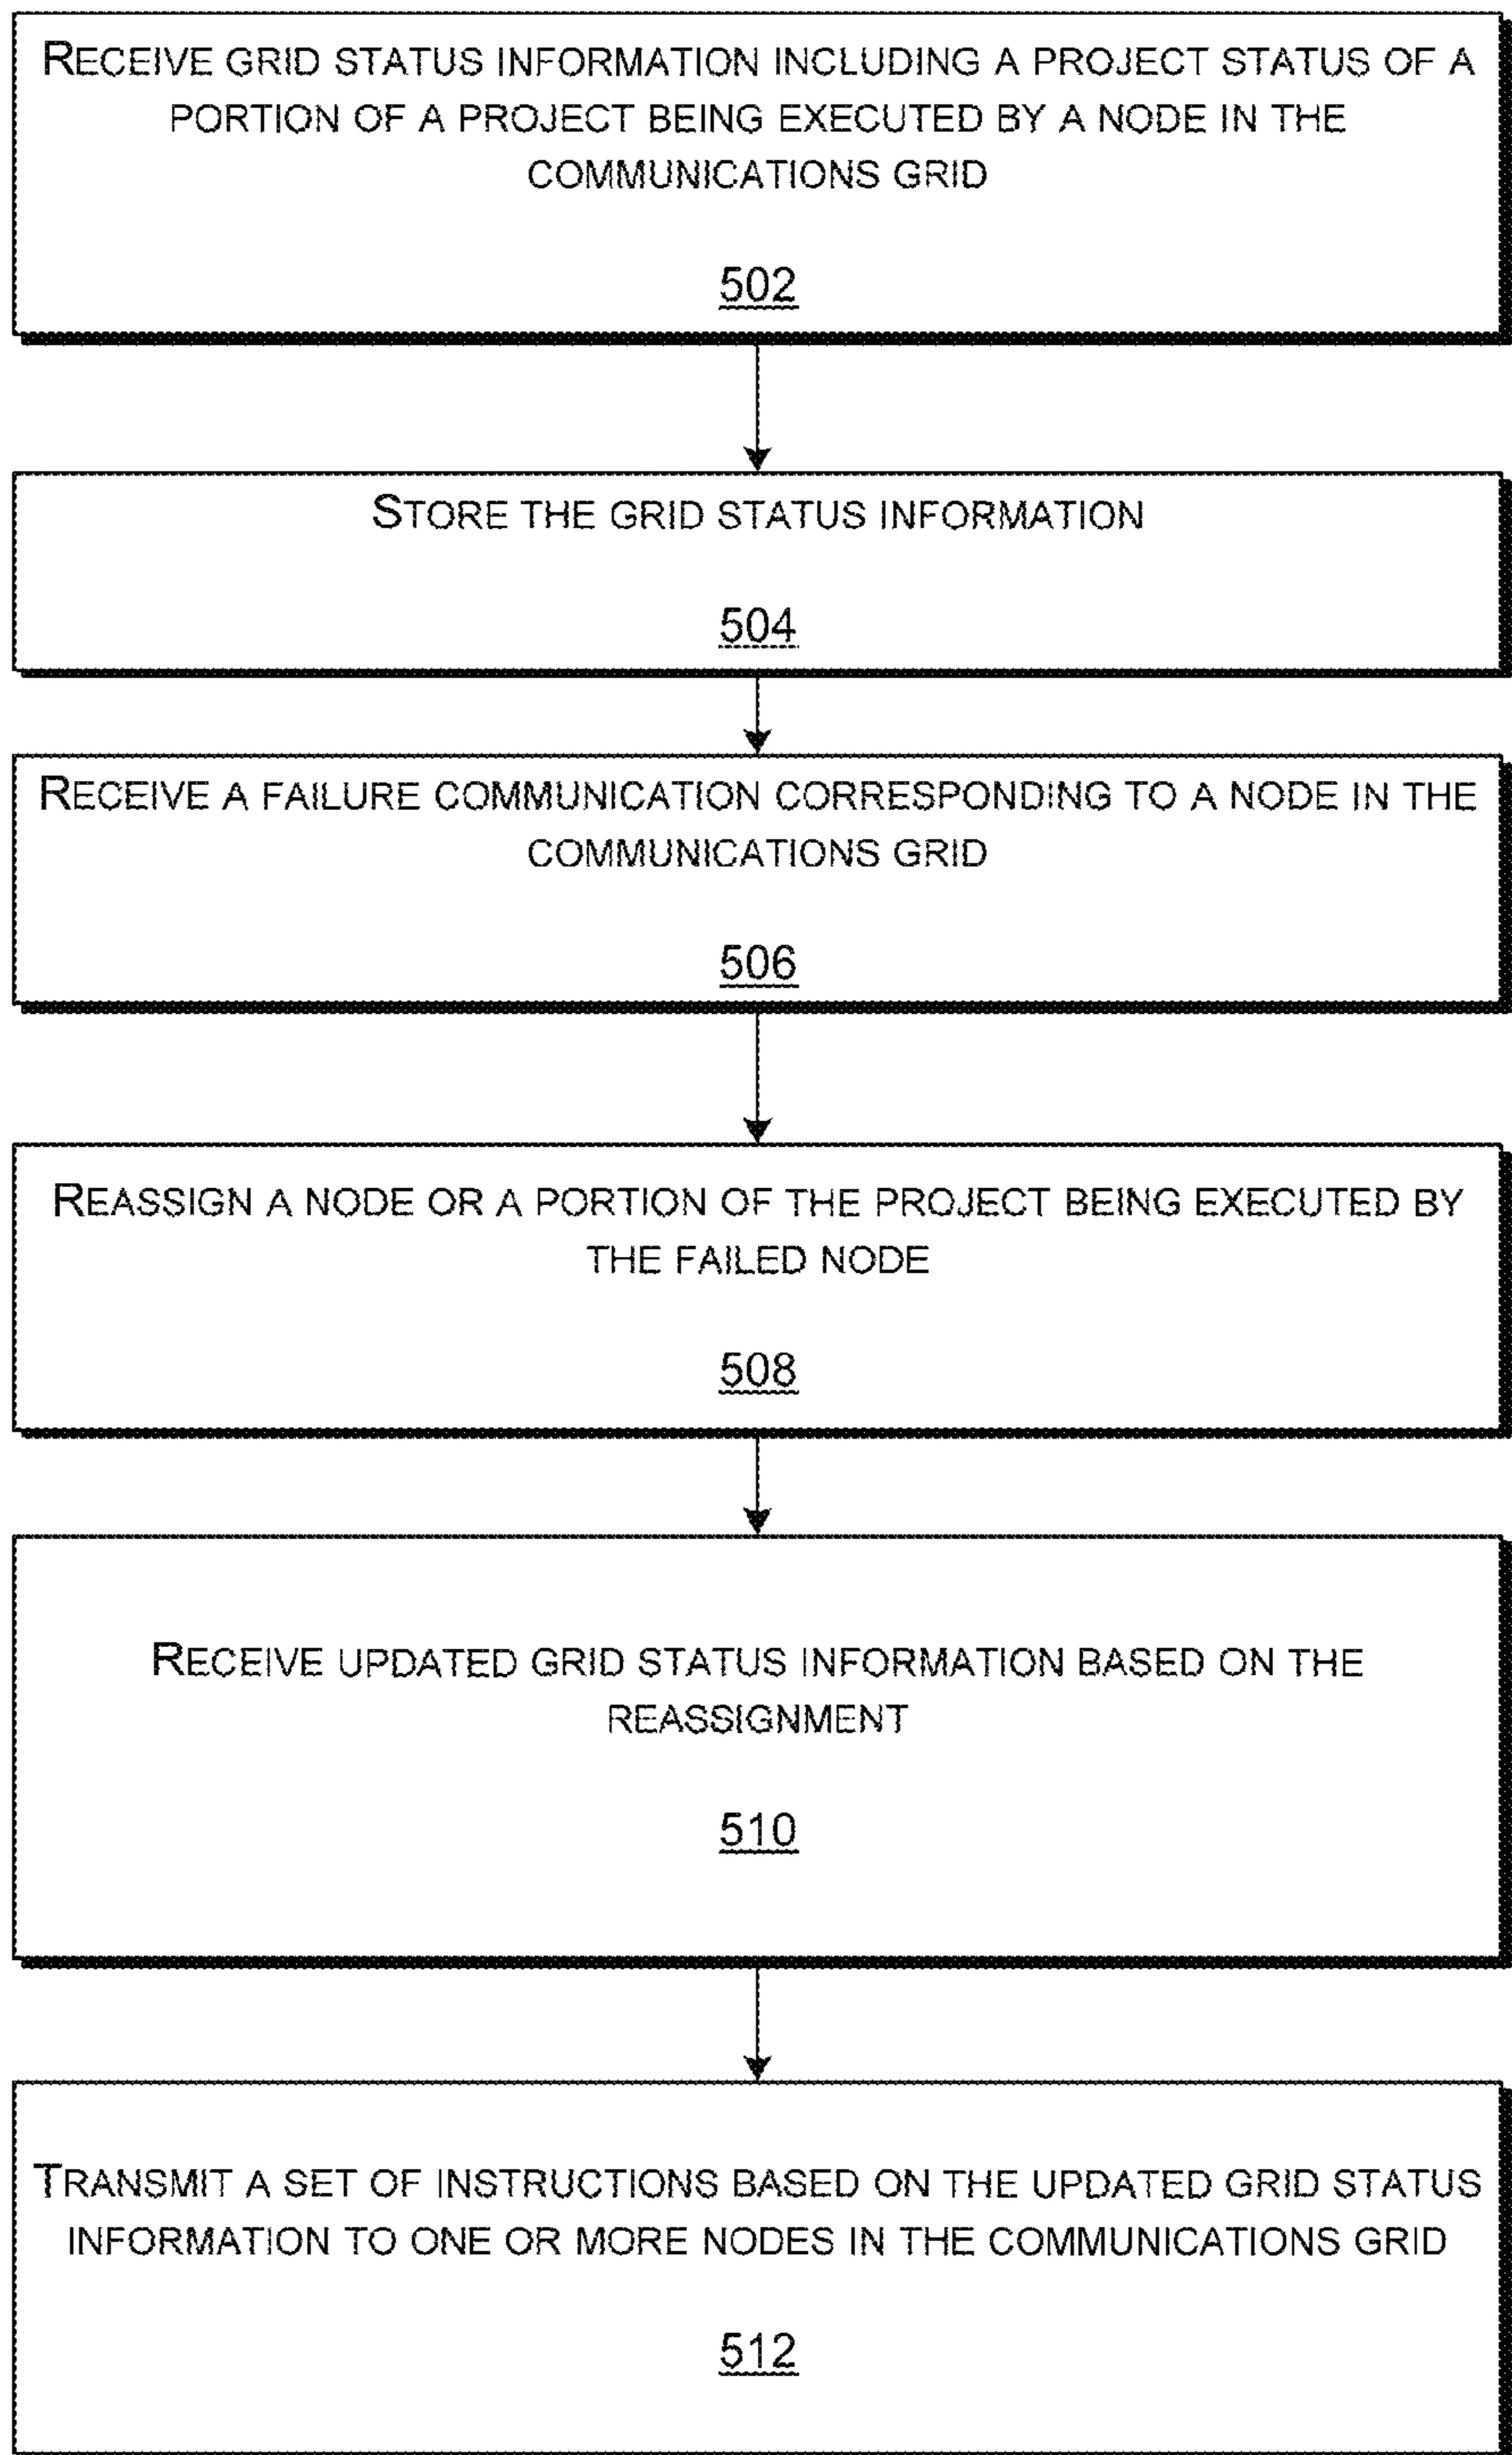 RECEIVE GRID STATUS INFORMATION INCLUDING A PROJECT STATUS OF A
PORTION OF A PROJECT BEING EXECUTED BY A NODE IN THE
COMMUNICATIONS GRID
502
STORE THE GRID STATUS INFORMATION
504
RECEIVE A FAILURE COMMUNICATION CORRESPONDING TO A NODE IN THE
COMMUNICATIONS GRID
506
REASSIGN A NODE OR A PORTION OF THE PROJECT BEING EXECUTED BY
THE FAILED NODE
508
RECEIVE UPDATED GRID STATUS INFORMATION BASED ON THE
REASSIGNMENT
510
TRANSMIT A SET OF INSTRUCTIONS BASED ON THE UPDATED GRID STATUS
INFORMATION TO ONE OR MORE NODES IN THE COMMUNICATIONS GRID
512